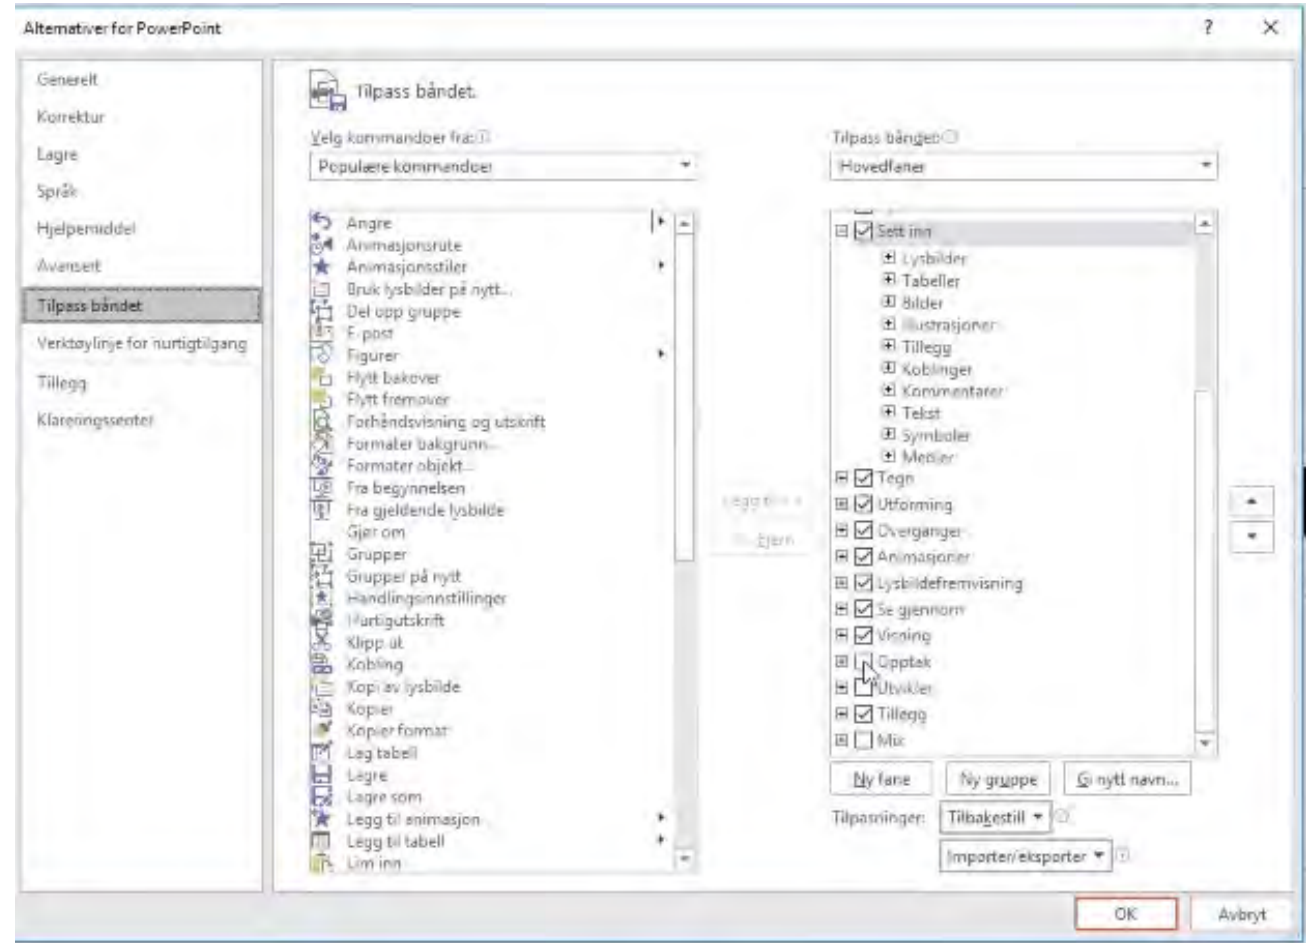 Alternativer for PowerPoint
?
Generelt
Korrektur
Lagre
Språk
Hjelpemiddel
Avansert
Tilpass båndet
Verktøylinje for hurtigtilgang
Tillegg
Klareringssenter
Tilpass båndet.
Velg kommandoer fra:
Populære kommandoer
Angre
Animasjonsrute
Animasjonsstiler
Bruk lysbilder på nytt...
Del opp gruppe
E-post
Figurer
Flytt bakover
Flytt fremover
Forhåndsvisning og utskrift
Formater bakgrunn...
Formater objekt...
Fra begynnelsen
Fra gjeldende lysbilde
Gjør om
Grupper
Grupper på nytt
Handlingsinnstillinger
Hurtigutskrift
Klipp ut
Kobling
Kopi av lysbilde
Kopier
Kopier format
Lag tabell
Lagre
Lagre som
Legg til animasjon
Legg til tabell
Lim inn
Legg til >
Fjern
Tilpass båndet:
Hovedfaner
Sett inn
Lysbilder
Tabeller
Bilder
Illustrasjoner
Tillegg
Koblinger
Kommentarer
Tekst
Symboler
Medier
Tegn
Utforming
Overganger
Animasjoner
Lysbildefremvisning
Se gjennom
Visning
Opptak
Utvikler
Tillegg
Mix
Ny fane
Ny gruppe
Gi nytt navn...
Tilpasninger:
Tilbakestill
Importer/eksporter
OK
Avbryt